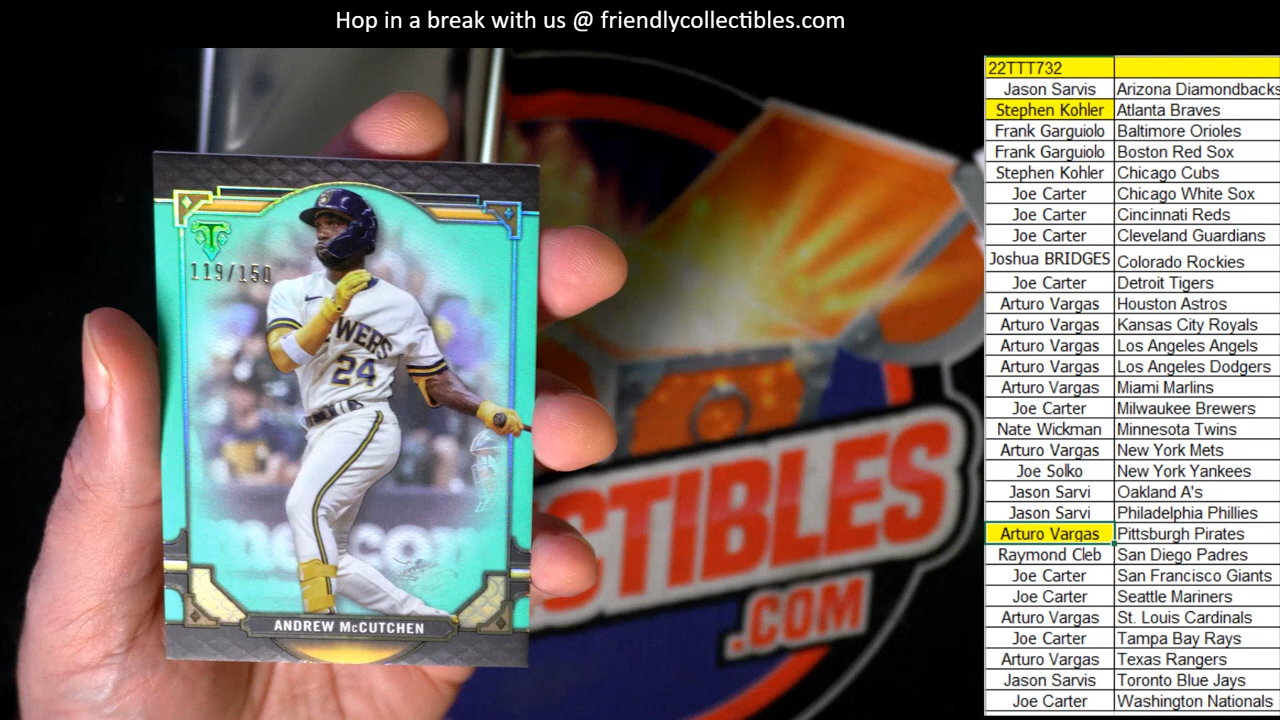 Hop in a break with us @ friendlycollectibles.com
119/150
WERS
24
ANDREW McCUTCHEN
CTIBLES
.COM
22TTT732
Jason Sarvis Arizona Diamondbacks
Stephen Kohler Atlanta Braves
Frank Garguiolo Baltimore Orioles
Frank Garguiolo Boston Red Sox
Stephen Kohler Chicago Cubs
Joe Carter Chicago White Sox
Joe Carter Cincinnati Reds
Joe Carter Cleveland Guardians
Joshua BRIDGES Colorado Rockies
Joe Carter Detroit Tigers
Arturo Vargas Houston Astros
Arturo Vargas Kansas City Royals
Arturo Vargas Los Angeles Angels
Arturo Vargas Los Angeles Dodgers
Arturo Vargas Miami Marlins
Joe Carter Milwaukee Brewers
Nate Wickman Minnesota Twins
Arturo Vargas New York Mets
Joe Solko New York Yankees
Jason Sarvi Oakland A's
Jason Sarvi Philadelphia Phillies
Arturo Vargas Pittsburgh Pirates
Raymond Cleb San Diego Padres
Joe Carter San Francisco Giants
Joe Carter Seattle Mariners
Arturo Vargas St. Louis Cardinals
Joe Carter Tampa Bay Rays
Arturo Vargas Texas Rangers
Jason Sarvis Toronto Blue Jays
Joe Carter Washington Nationals